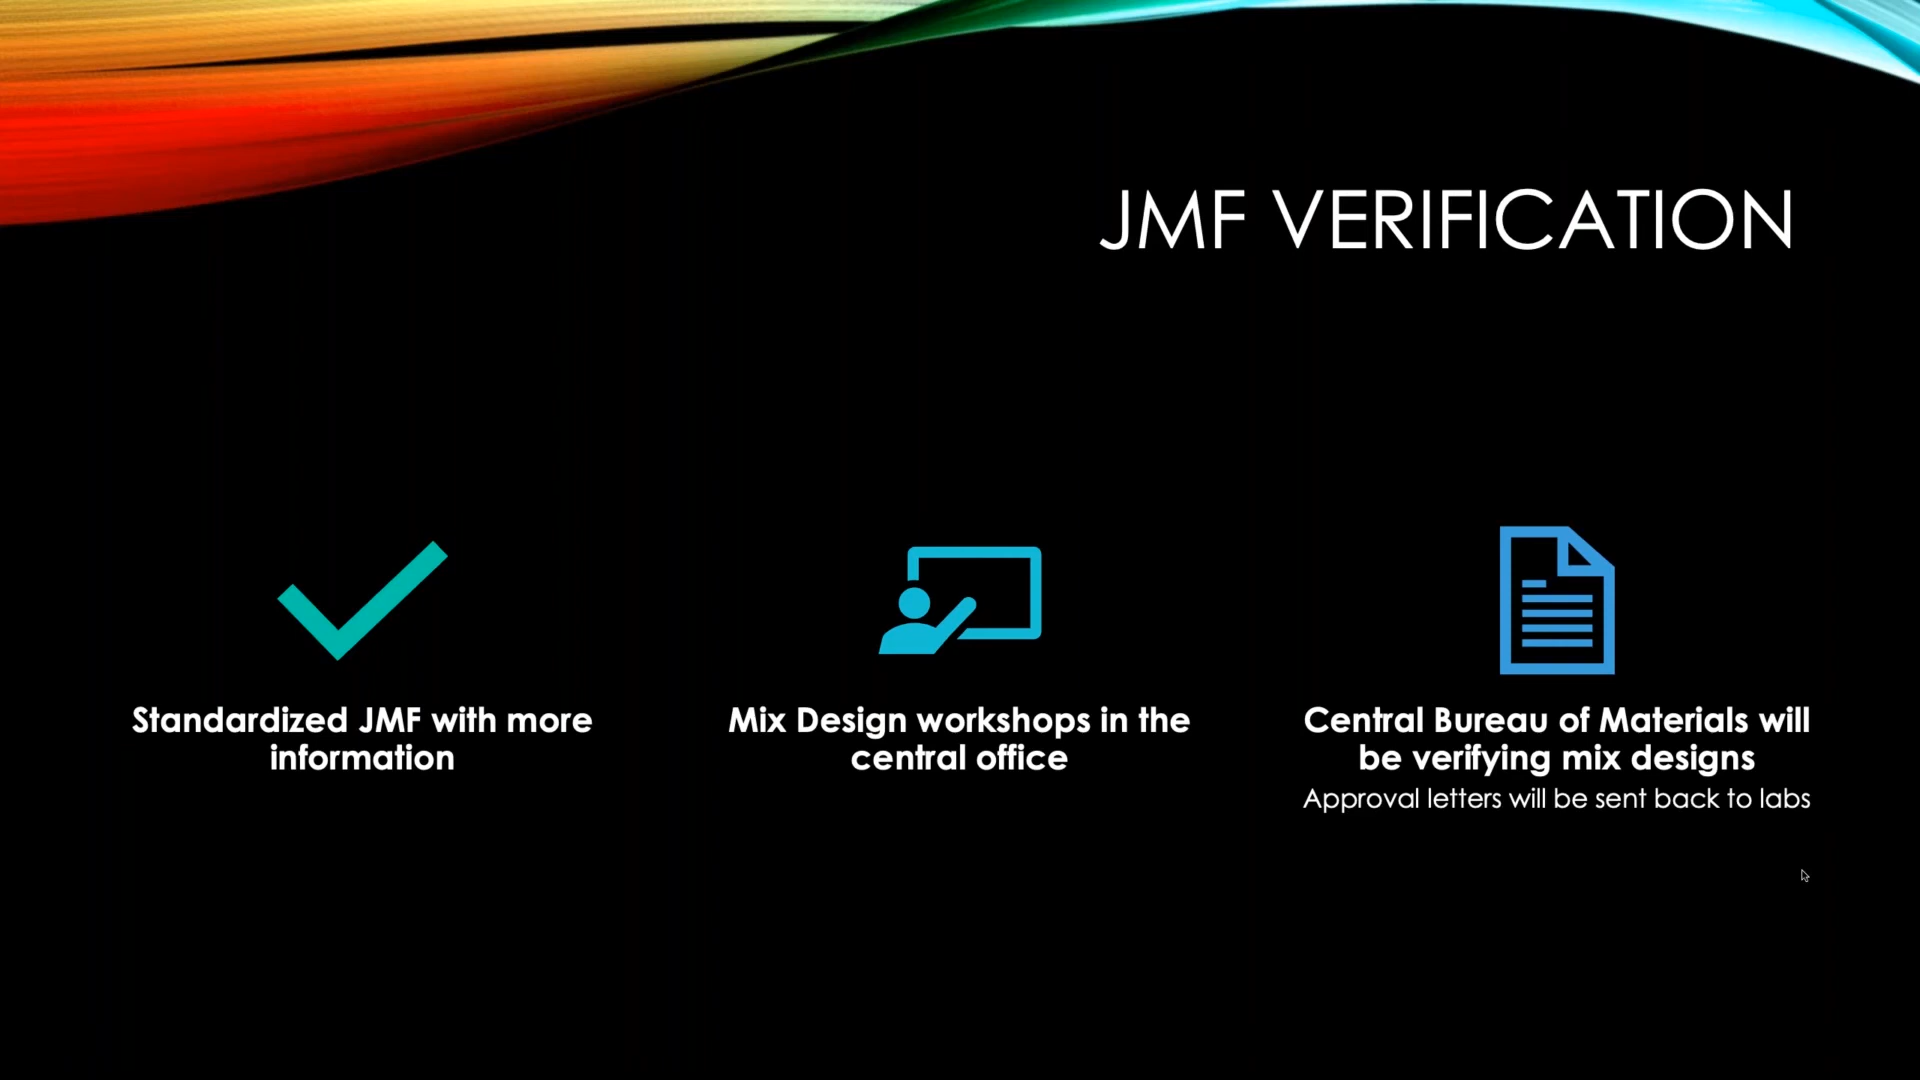 JMF VERIFICATION
Standardized JMF with more
information
Mix Design workshops in the
central office
Central Bureau of Materials will
be verifying mix designs
Approval letters will be sent back to labs